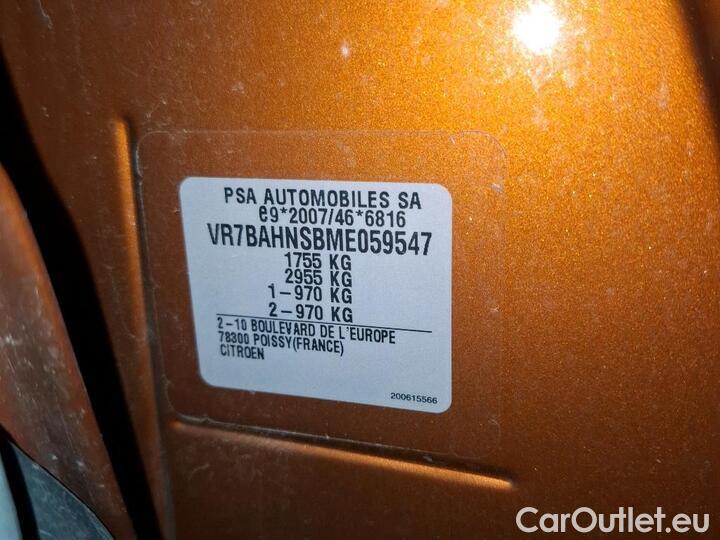 PSA AUTOMOBILES SA
e9*2007/46*6816
VR7BAHNSBME059547
1755 KG
2955 KG
1-970 KG
2-970 KG
2-10 BOULEVARD DE L'EUROPE
78300 POISSY(FRANCE)
CITROEN
200615566
CarOutlet.eu